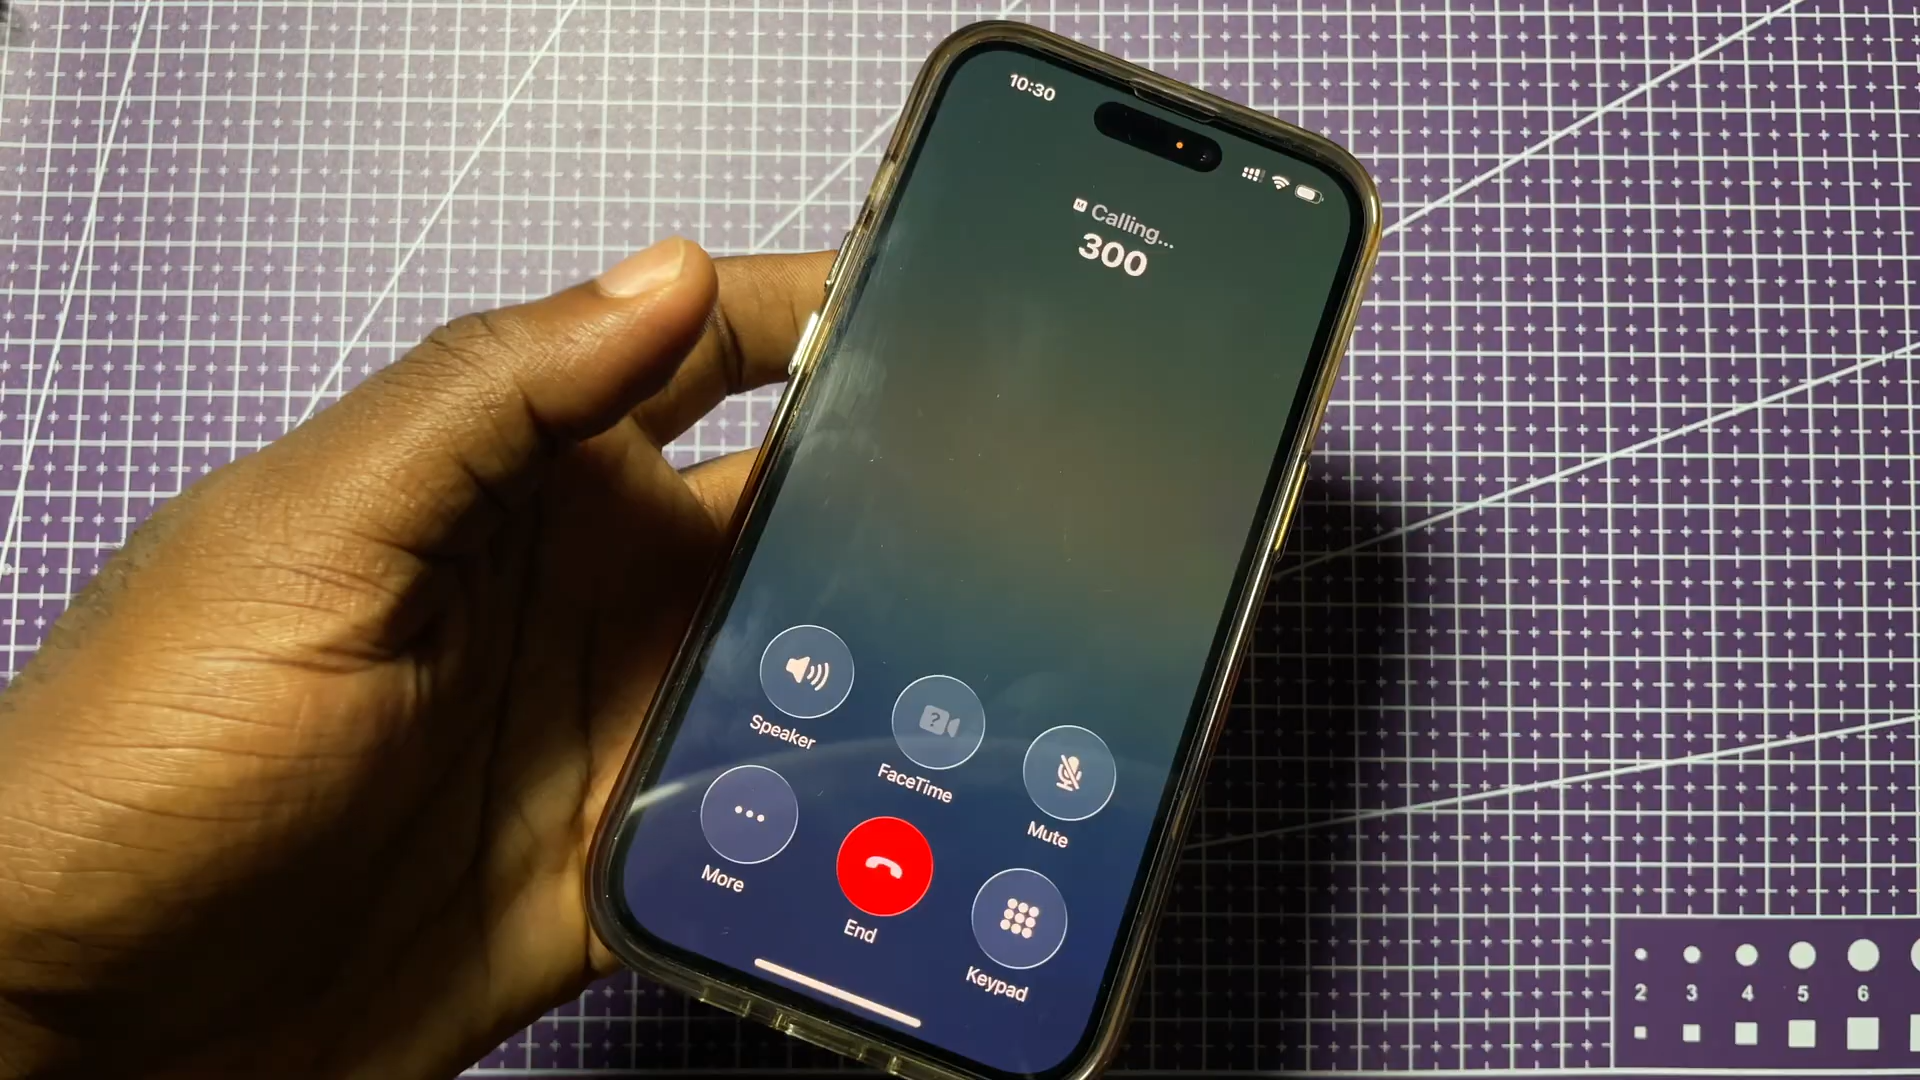 10:30
M Calling...
300
Speaker
FaceTime
Mute
More
End
Keypad
2 3 4 5 6